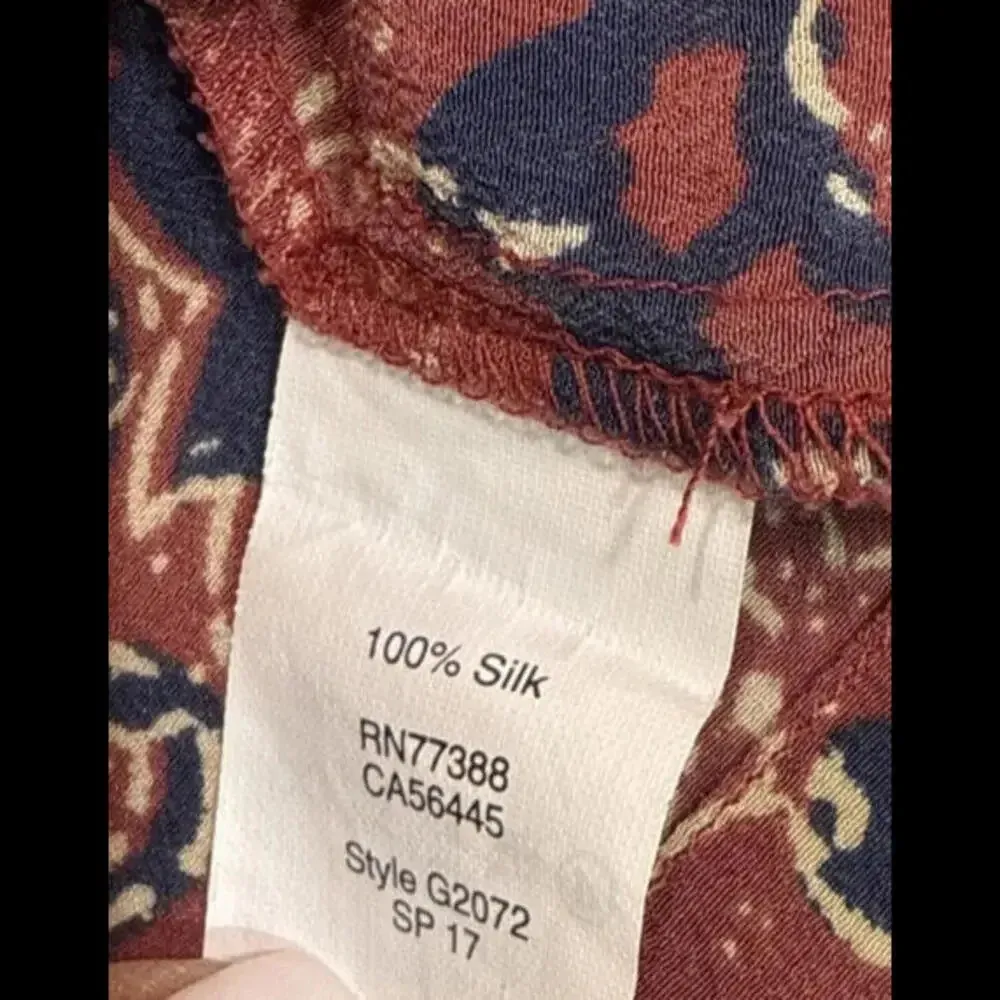 100% Silk
RN77388
CA56445
Style G2072
SP 17